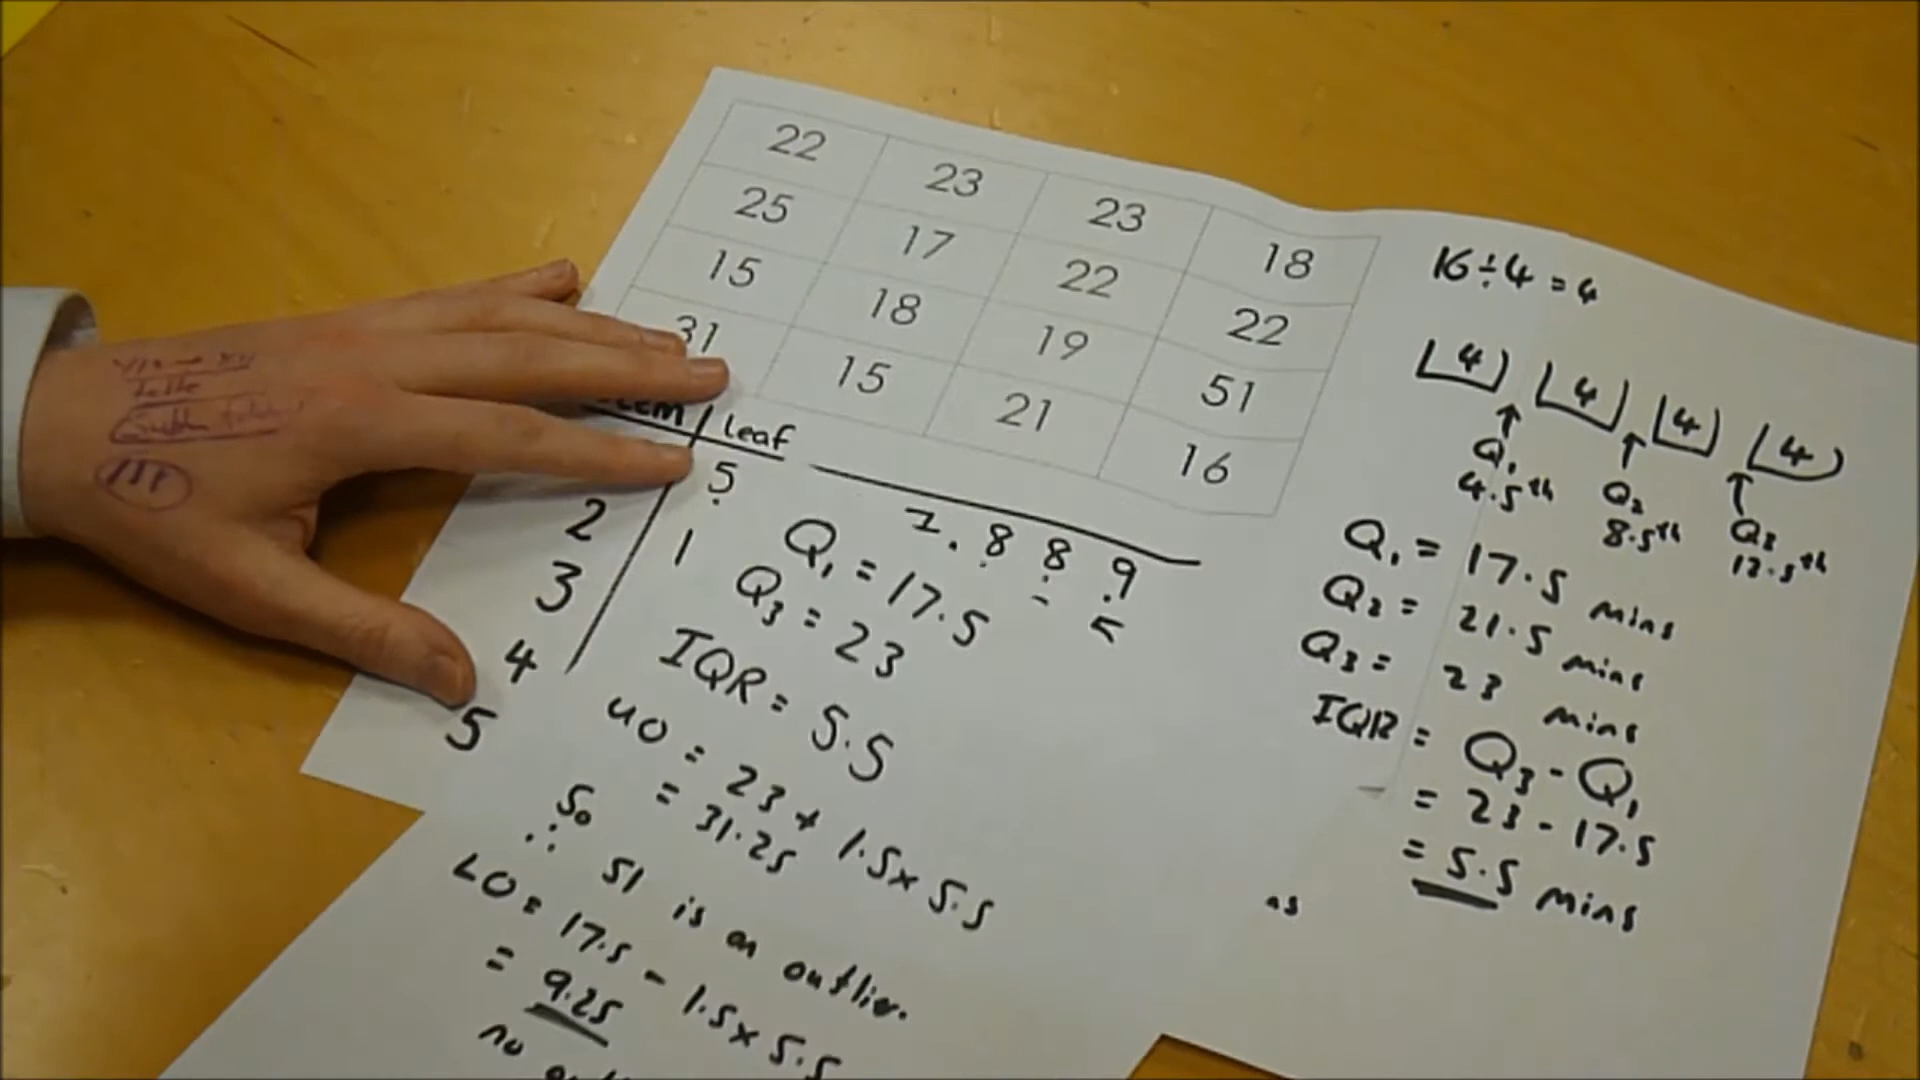 22 23 23 18
25 17 22 22
15 18 19 51
31 15 21 16
leaf
5
7 . 8 8 9
2
3 1
4
5
Q₁ = 17.5
Q₃ = 23
IQR = 5.5
UO = 23 + 1.5 × 5.5
= 31.25
So
∴ 51 is an outlier.
LO = 17.5 - 1.5 × 5.5
= 9.25
no
16 ÷ 4 = 4
4 4 4 4
Q₁ Q₂ Q₃
4.5th 8.5th 12.5th
Q₁ = 17.5 mins
Q₂ = 21.5 mins
Q₃ = 23 mins
IQR = Q₃ - Q₁
= 23 - 17.5
= 5.5 mins
as